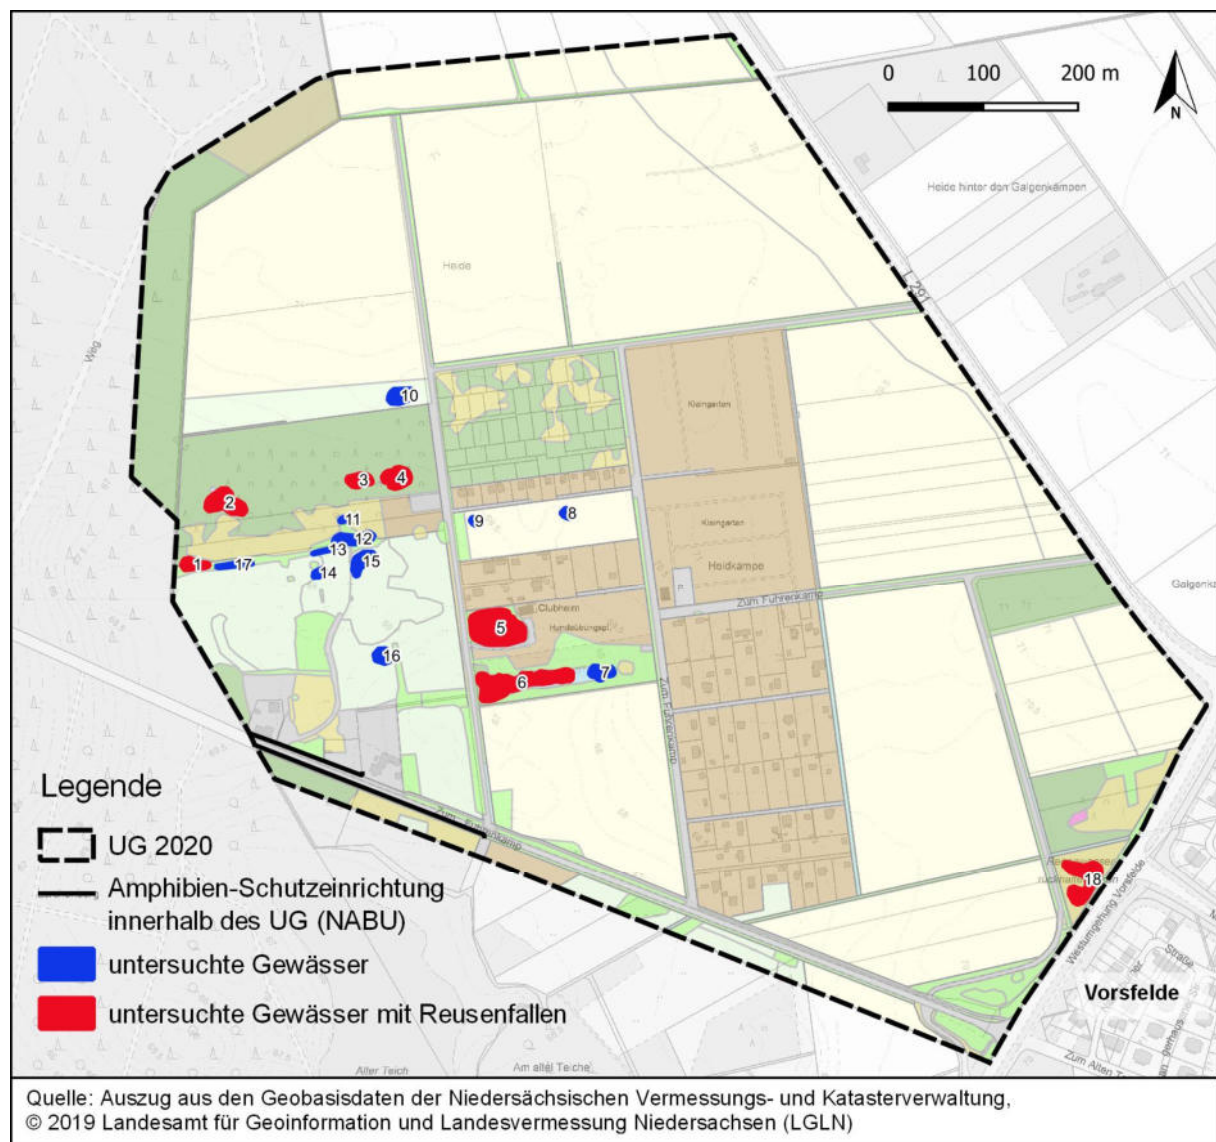 0 100 200 m
N
Heide hinter den Galgenkämpen
Heide
L 291
Weg
10
Kleingarten
3
4
2
11
9
8
Kleingarten
12
13
15
1
17
14
Heidkämpe
Zum Fuhrenkamp
Clubheim
5
Hundeübungspl.
16
6
7
Zum Fuhrenkamp
Zum Fuhrenkamp
18
Westumgehung Vorsfelde
Straße
Vorsfelde
Legende
UG 2020
Amphibien-Schutzeinrichtung
innerhalb des UG (NABU)
untersuchte Gewässer
untersuchte Gewässer mit Reusenfallen
Aller Teich
Zum Alten
Quelle: Auszug aus den Geobasisdaten der Niedersächsischen Vermessungs- und Katasterverwaltung,
© 2019 Landesamt für Geoinformation und Landesvermessung Niedersachsen (LGLN)